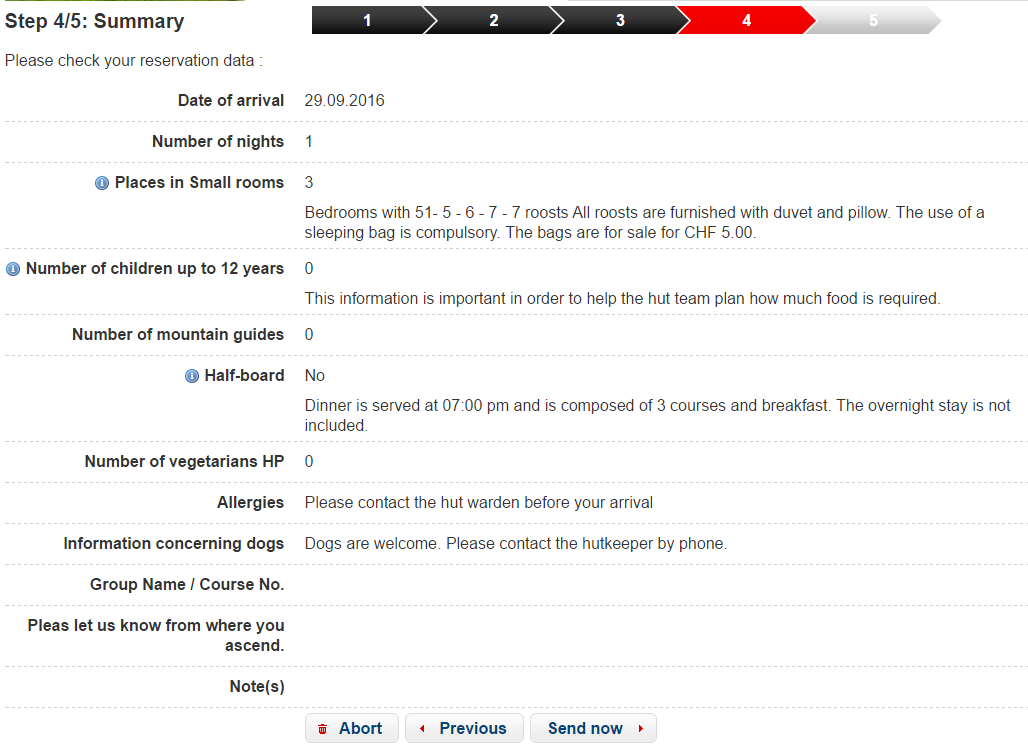 Step 4/5: Summary
1 2 3 4 5
Please check your reservation data :
Date of arrival 29.09.2016
Number of nights 1
Places in Small rooms 3
Bedrooms with 51- 5 - 6 - 7 - 7 roosts All roosts are furnished with duvet and pillow. The use of a
sleeping bag is compulsory. The bags are for sale for CHF 5.00.
Number of children up to 12 years 0
This information is important in order to help the hut team plan how much food is required.
Number of mountain guides 0
Half-board No
Dinner is served at 07:00 pm and is composed of 3 courses and breakfast. The overnight stay is not
included.
Number of vegetarians HP 0
Allergies Please contact the hut warden before your arrival
Information concerning dogs Dogs are welcome. Please contact the hutkeeper by phone.
Group Name / Course No.
Pleas let us know from where you
ascend.
Note(s)
Abort Previous Send now